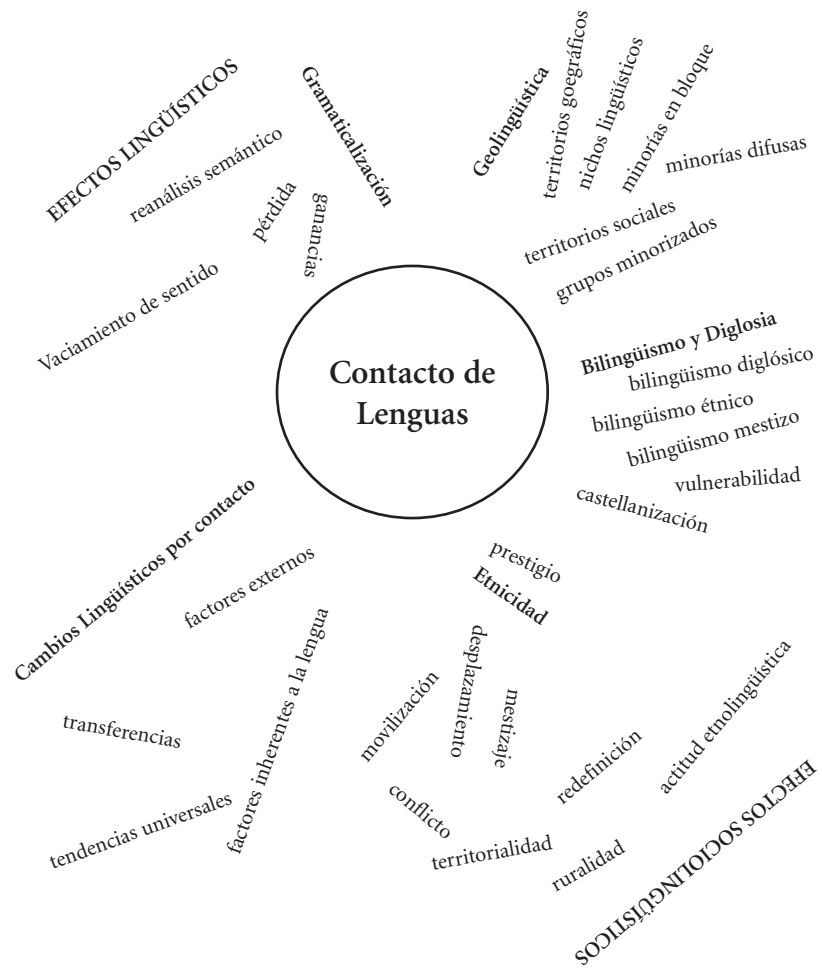 EFECTOS LINGÜÍSTICOS
reanálisis semántico
Gramaticalización
pérdida
ganancias
Vaciamiento de sentido
Geolingüística
territorios goegráficos
nichos lingüísticos
minorías en bloque
minorías difusas
territorios sociales
grupos minorizados
Contacto de
Lenguas
Bilingüismo y Diglosia
bilingüismo diglósico
bilingüismo étnico
bilingüismo mestizo
vulnerabilidad
castellanización
Cambios Lingüísticos por contacto
factores externos
factores inherentes a la lengua
transferencias
tendencias universales
prestigio
Etnicidad
desplazamiento
mestizaje
movilización
conflicto
territorialidad
redefinición
ruralidad
actitud etnolingüística
EFECTOS SOCIOLINGÜÍSTICOS